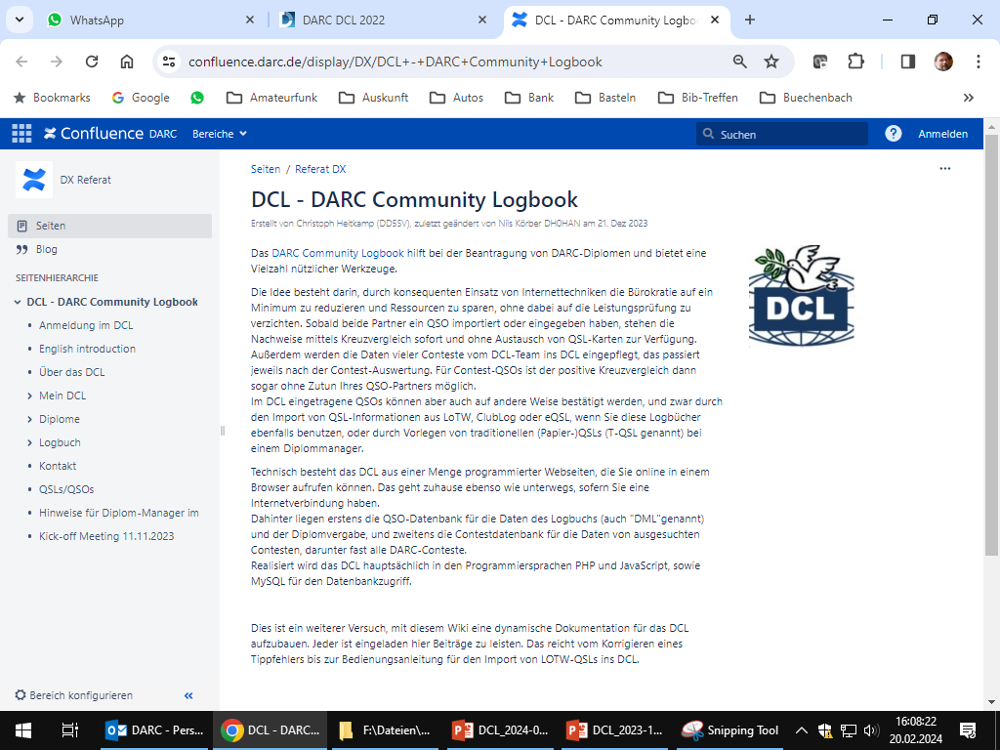 WhatsApp
DARC DCL 2022
DCL - DARC Community Logbo
confluence.darc.de/display/DX/DCL+-+DARC+Community+Logbook
Bookmarks
Google
Amateurfunk
Auskunft
Autos
Bank
Basteln
Bib-Treffen
Buechenbach
Confluence DARC
Bereiche
Suchen
Anmelden
DX Referat
Seiten
Blog
SEITENHIERARCHIE
DCL - DARC Community Logbook
Anmeldung im DCL
English introduction
Über das DCL
Mein DCL
Diplome
Logbuch
Kontakt
QSLs/QSOs
Hinweise für Diplom-Manager im
Kick-off Meeting 11.11.2023
Bereich konfigurieren
Seiten / Referat DX
DCL - DARC Community Logbook
Erstellt von Christoph Heitkamp (DD5SV), zuletzt geändert von Nils Körber DH0HAN am 21. Dez 2023
Das DARC Community Logbook hilft bei der Beantragung von DARC-Diplomen und bietet eine
Vielzahl nützlicher Werkzeuge.
Die Idee besteht darin, durch konsequenten Einsatz von Internettechniken die Bürokratie auf ein
Minimum zu reduzieren und Ressourcen zu sparen, ohne dabei auf die Leistungsprüfung zu
verzichten. Sobald beide Partner ein QSO importiert oder eingegeben haben, stehen die
Nachweise mittels Kreuzvergleich sofort und ohne Austausch von QSL-Karten zur Verfügung.
Außerdem werden die Daten vieler Conteste vom DCL-Team ins DCL eingepflegt, das passiert
jeweils nach der Contest-Auswertung. Für Contest-QSOs ist der positive Kreuzvergleich dann
sogar ohne Zutun Ihres QSO-Partners möglich.
Im DCL eingetragene QSOs können aber auch auf andere Weise bestätigt werden, und zwar durch
den Import von QSL-Informationen aus LoTW, ClubLog oder eQSL, wenn Sie diese Logbücher
ebenfalls benutzen, oder durch Vorlegen von traditionellen (Papier-)QSLs (T-QSL genannt) bei
einem Diplommanager.
Technisch besteht das DCL aus einer Menge programmierter Webseiten, die Sie online in einem
Browser aufrufen können. Das geht zuhause ebenso wie unterwegs, sofern Sie eine
Internetverbindung haben.
Dahinter liegen erstens die QSO-Datenbank für die Daten des Logbuchs (auch "DML"genannt)
und der Diplomvergabe, und zweitens die Contestdatenbank für die Daten von ausgesuchten
Contesten, darunter fast alle DARC-Conteste.
Realisiert wird das DCL hauptsächlich in den Programmiersprachen PHP und JavaScript, sowie
MySQL für den Datenbankzugriff.
Dies ist ein weiterer Versuch, mit diesem Wiki eine dynamische Dokumentation für das DCL
aufzubauen. Jeder ist eingeladen hier Beiträge zu leisten. Das reicht vom Korrigieren eines
Tippfehlers bis zur Bedienungsanleitung für den Import von LOTW-QSLs ins DCL.
DCL
DARC - Pers...
DCL - DARC...
F:\Dateien\...
DCL_2024-0...
DCL_2023-1...
Snipping Tool
16:08:22
20.02.2024